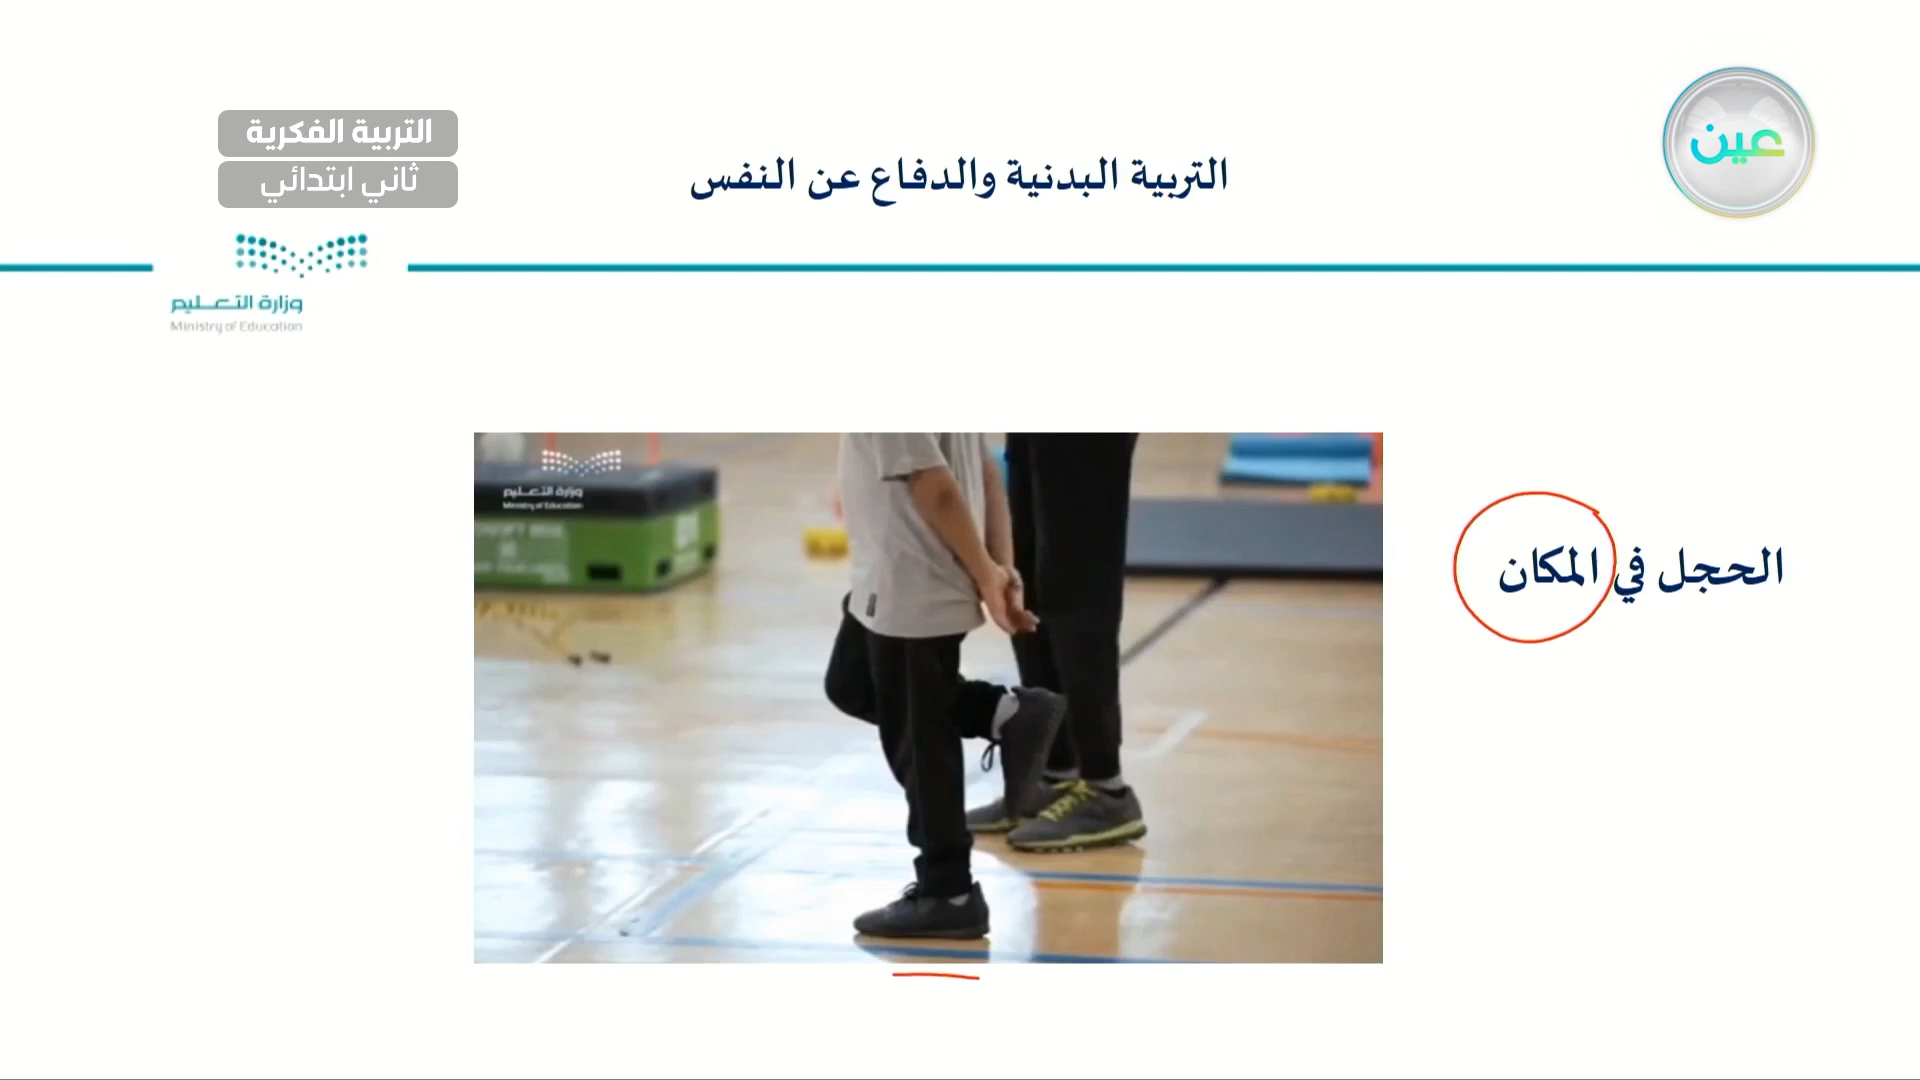 عين
التربية الفكرية
ثاني ابتدائي
التربية البدنية والدفاع عن النفس
وزارة التعليم
Ministry of Education
وزارة التعليم
Ministry of Education
الحجل في المكان